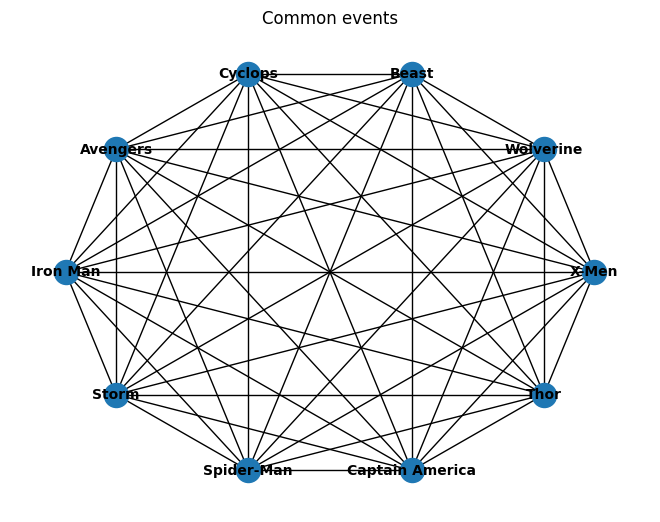 Common events
Cyclops
Beast
Avengers
Wolverine
Iron Man
X-Men
Storm
Thor
Spider-Man
Captain America